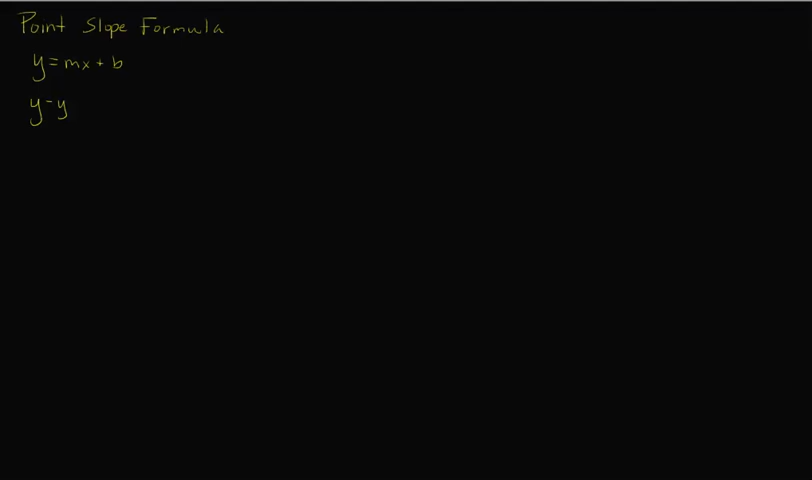 Point Slope Formula
y = mx + b
y - y